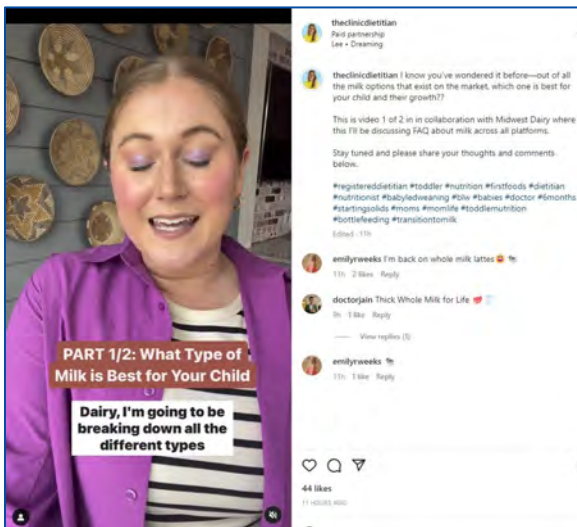 PART 1/2: What Type of
Milk is Best for Your Child
Dairy, I'm going to be
breaking down all the
different types
theclinicdietitian
Paid partnership
Lee • Dreaming
theclinicdietitian I know you've wondered it before—out of all
the milk options that exist on the market, which one is best for
your child and their growth??
This is video 1 of 2 in in collaboration with Midwest Dairy where
this I'll be discussing FAQ about milk across all platforms.
Stay tuned and please share your thoughts and comments
below.
#registereddietitian #toddler #nutrition #firstfoods #dietitian
#nutritionist #babyledweaning #blw #babies #doctor #6months
#startingsolids #moms #momlife #toddlernutrition
#bottlefeeding #transitiontomilk
Edited · 11h
emilyrweeks I'm back on whole milk lattes
11h 2 likes Reply
doctorjain Thick Whole Milk for Life
9h 1 like Reply
View replies (1)
emilyrweeks
11h 1 like Reply
44 likes
11 HOURS AGO